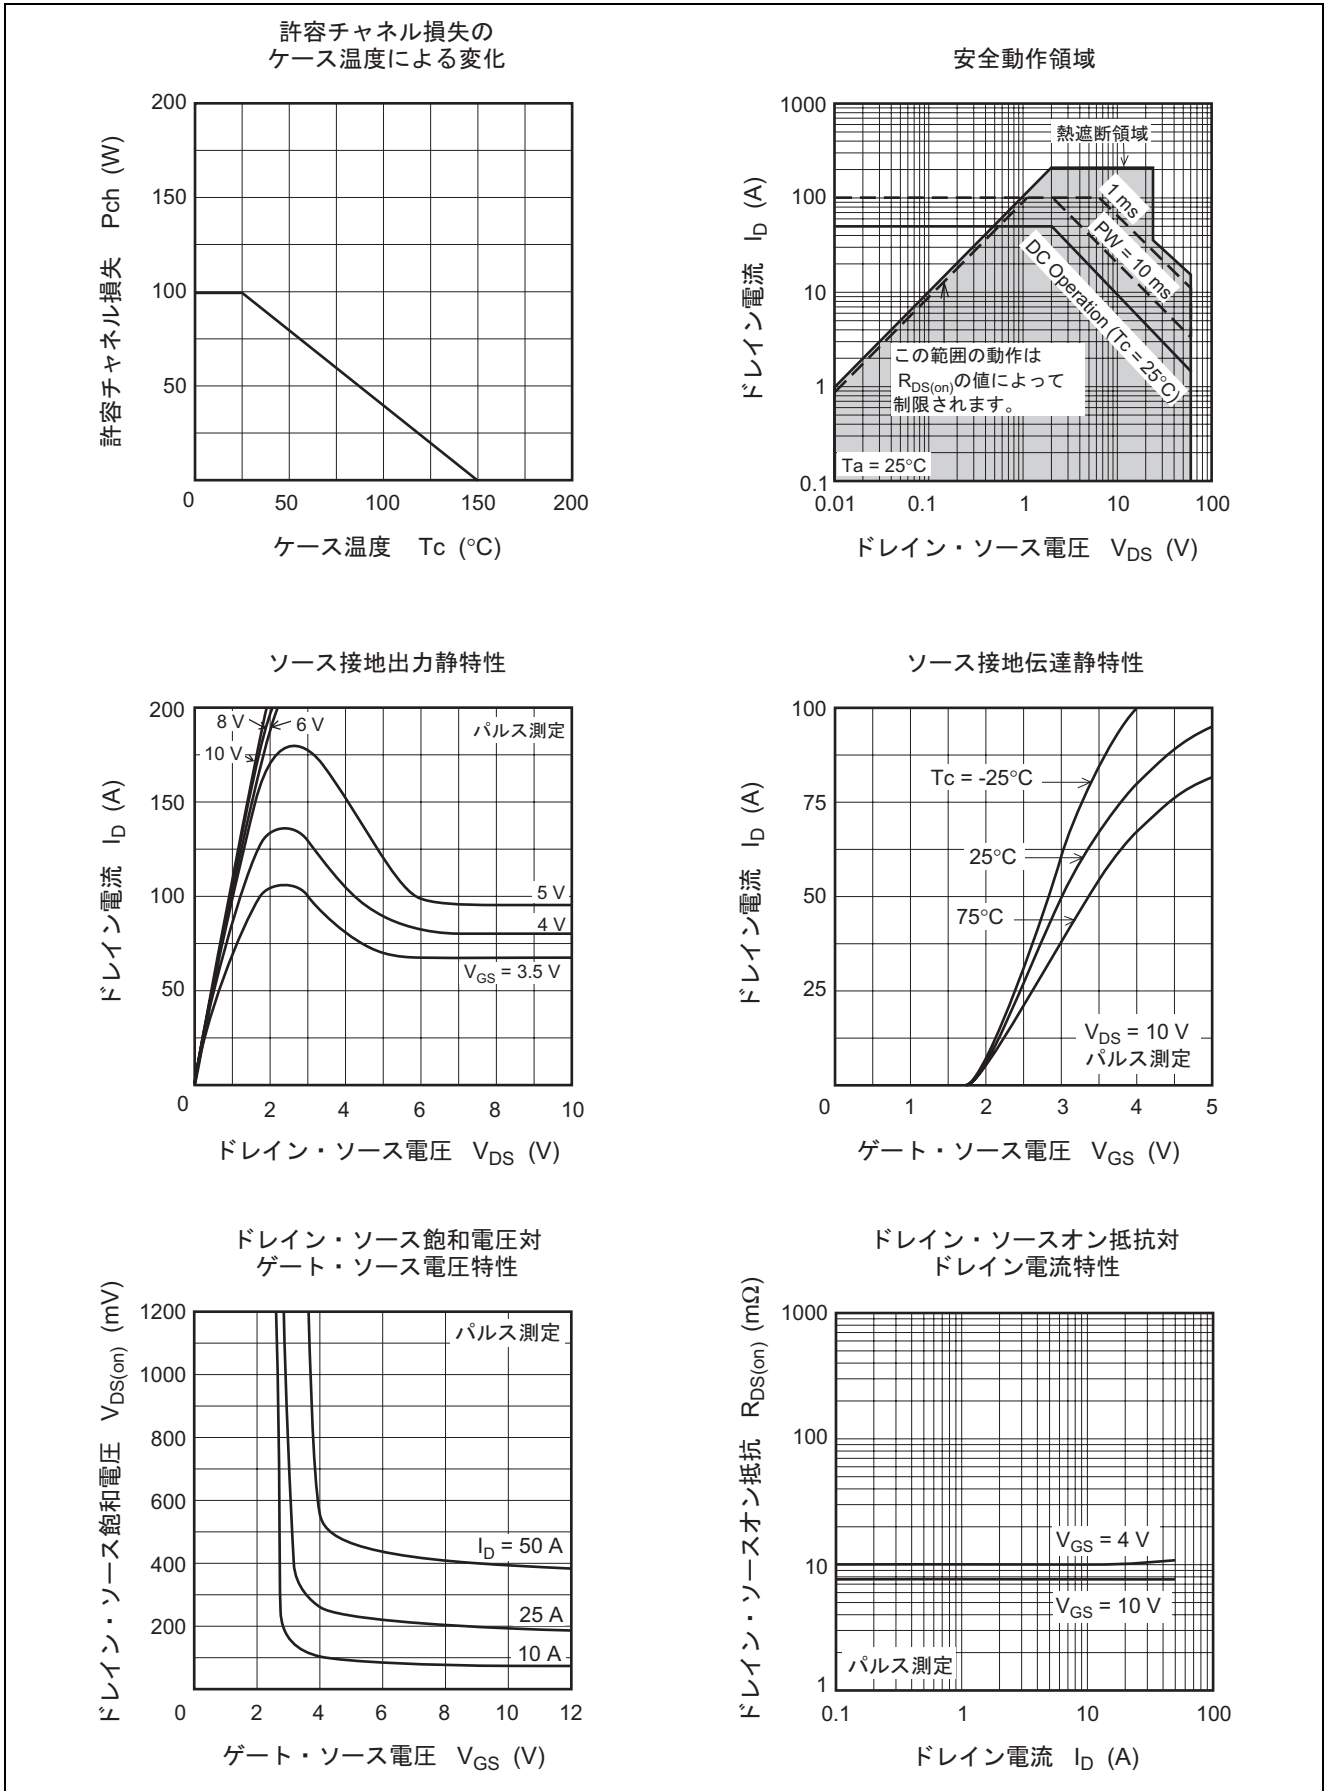 許容チャネル損失の
ケース温度による変化
許容チャネル損失 Pch (W)
200
150
100
50
0
50
100
150
200
ケース温度 Tc (°C)
安全動作領域
ドレイン電流 I_D (A)
1000
100
10
1
0.1
熱遮断領域
1 ms
PW = 10 ms
DC Operation (Tc = 25°C)
この範囲の動作は
R_DS(on)の値によって
制限されます。
Ta = 25°C
0.01
0.1
1
10
100
ドレイン・ソース電圧 V_DS (V)
ソース接地出力静特性
ドレイン電流 I_D (A)
200
150
100
50
0
8 V
6 V
10 V
パルス測定
5 V
4 V
V_GS = 3.5 V
2
4
6
8
10
ドレイン・ソース電圧 V_DS (V)
ソース接地伝達静特性
ドレイン電流 I_D (A)
100
75
50
25
0
Tc = -25°C
25°C
75°C
V_DS = 10 V
パルス測定
1
2
3
4
5
ゲート・ソース電圧 V_GS (V)
ドレイン・ソース飽和電圧対
ゲート・ソース電圧特性
ドレイン・ソース飽和電圧 V_DS(on) (mV)
1200
1000
800
600
400
200
0
パルス測定
I_D = 50 A
25 A
10 A
2
4
6
8
10
12
ゲート・ソース電圧 V_GS (V)
ドレイン・ソースオン抵抗対
ドレイン電流特性
ドレイン・ソースオン抵抗 R_DS(on) (mΩ)
1000
100
10
1
V_GS = 4 V
V_GS = 10 V
パルス測定
0.1
1
10
100
ドレイン電流 I_D (A)